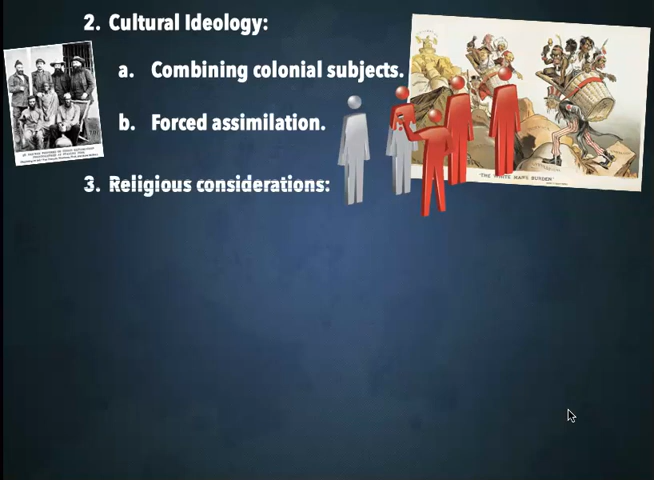 2. Cultural Ideology:
a. Combining colonial subjects.
b. Forced assimilation.
3. Religious considerations:
"THE WHITE MAN'S BURDEN"